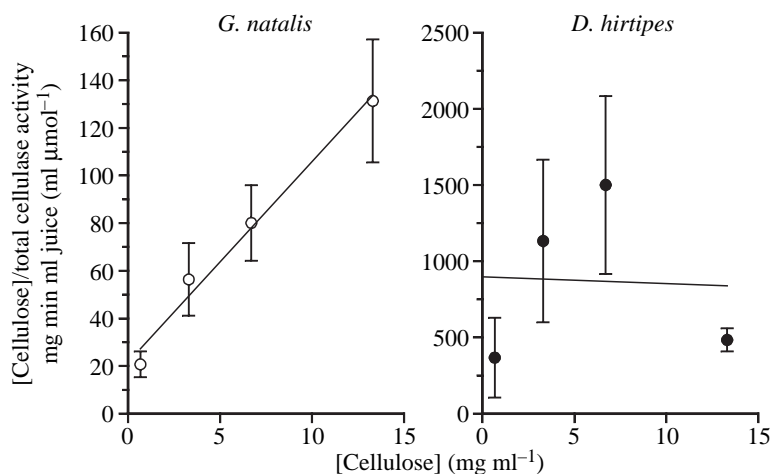 G. natalis
D. hirtipes
[Cellulose]/total cellulase activity
mg min ml juice (ml μmol⁻¹)
160
140
120
100
80
60
40
20
0
2500
2000
1500
1000
500
0
0 5 10 15
0 5 10 15
[Cellulose] (mg ml⁻¹)